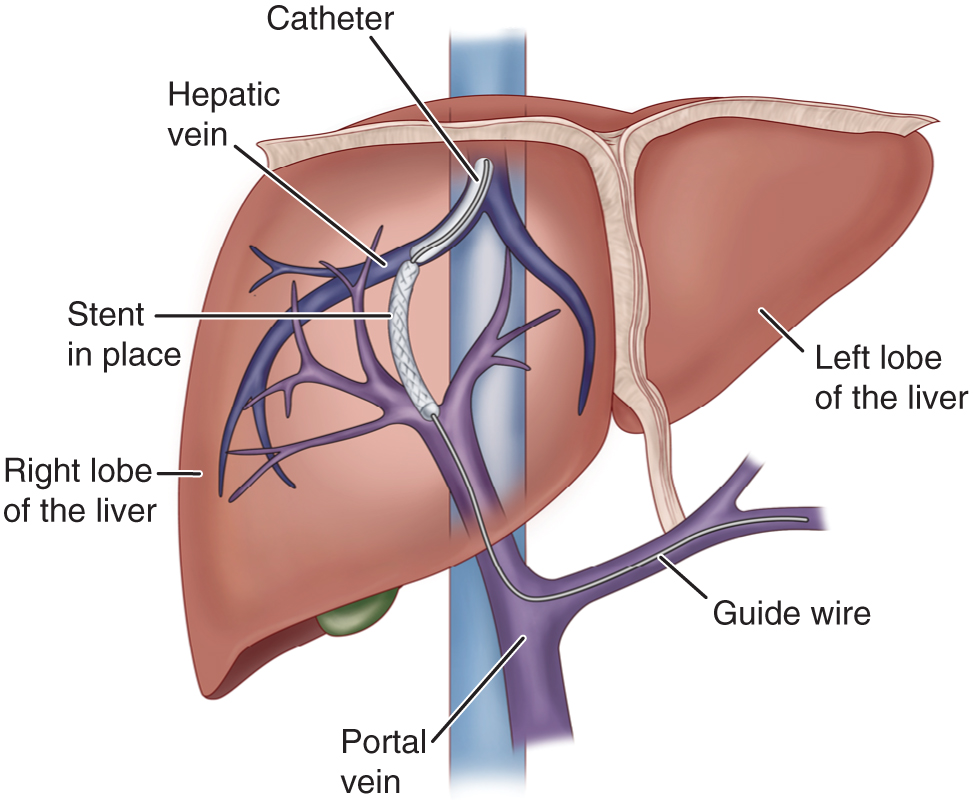 Catheter
Hepatic
vein
Stent
in place
Left lobe
of the liver
Right lobe
of the liver
Guide wire
Portal
vein